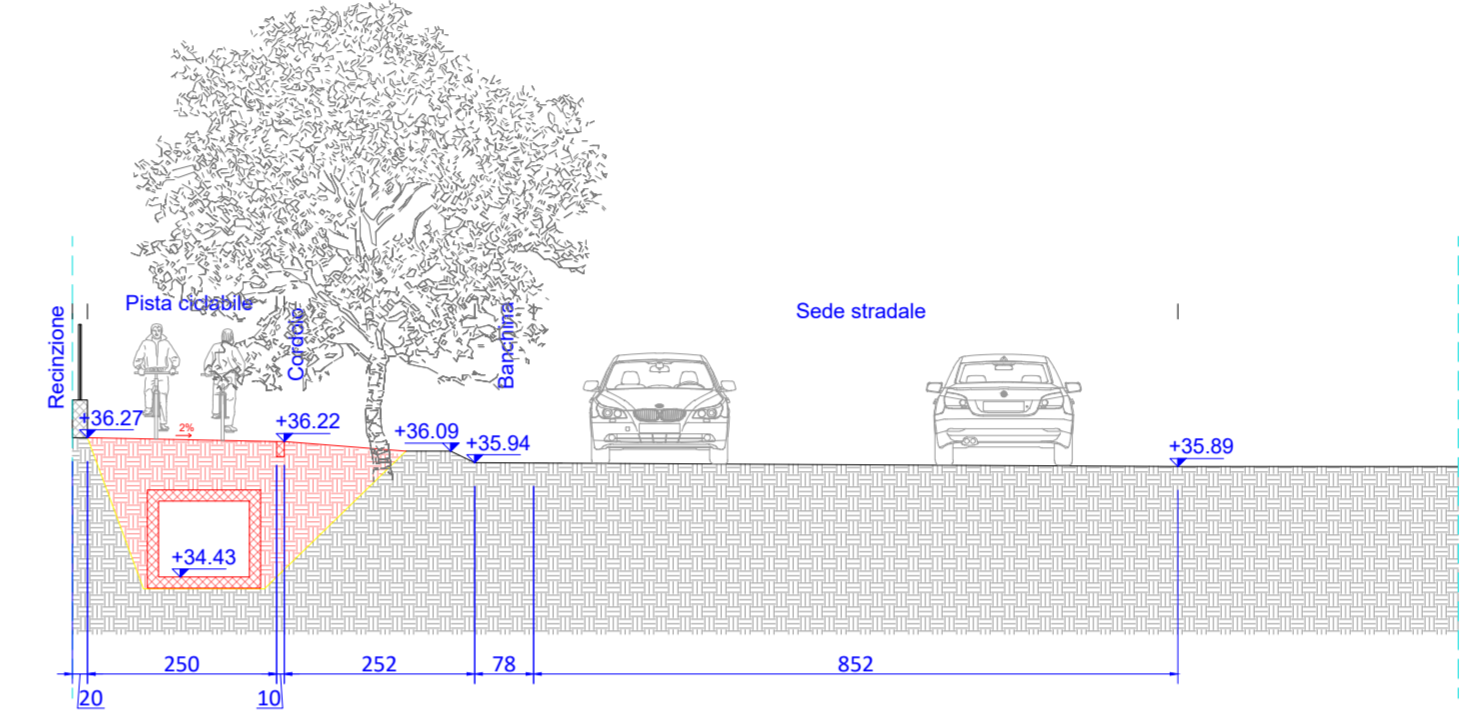 Recinzione
Pista ciclabile
Cordolo
Banchina
Sede stradale
+36.27
2%
+36.22
+36.09
+35.94
+35.89
+34.43
250
252
78
852
20
10